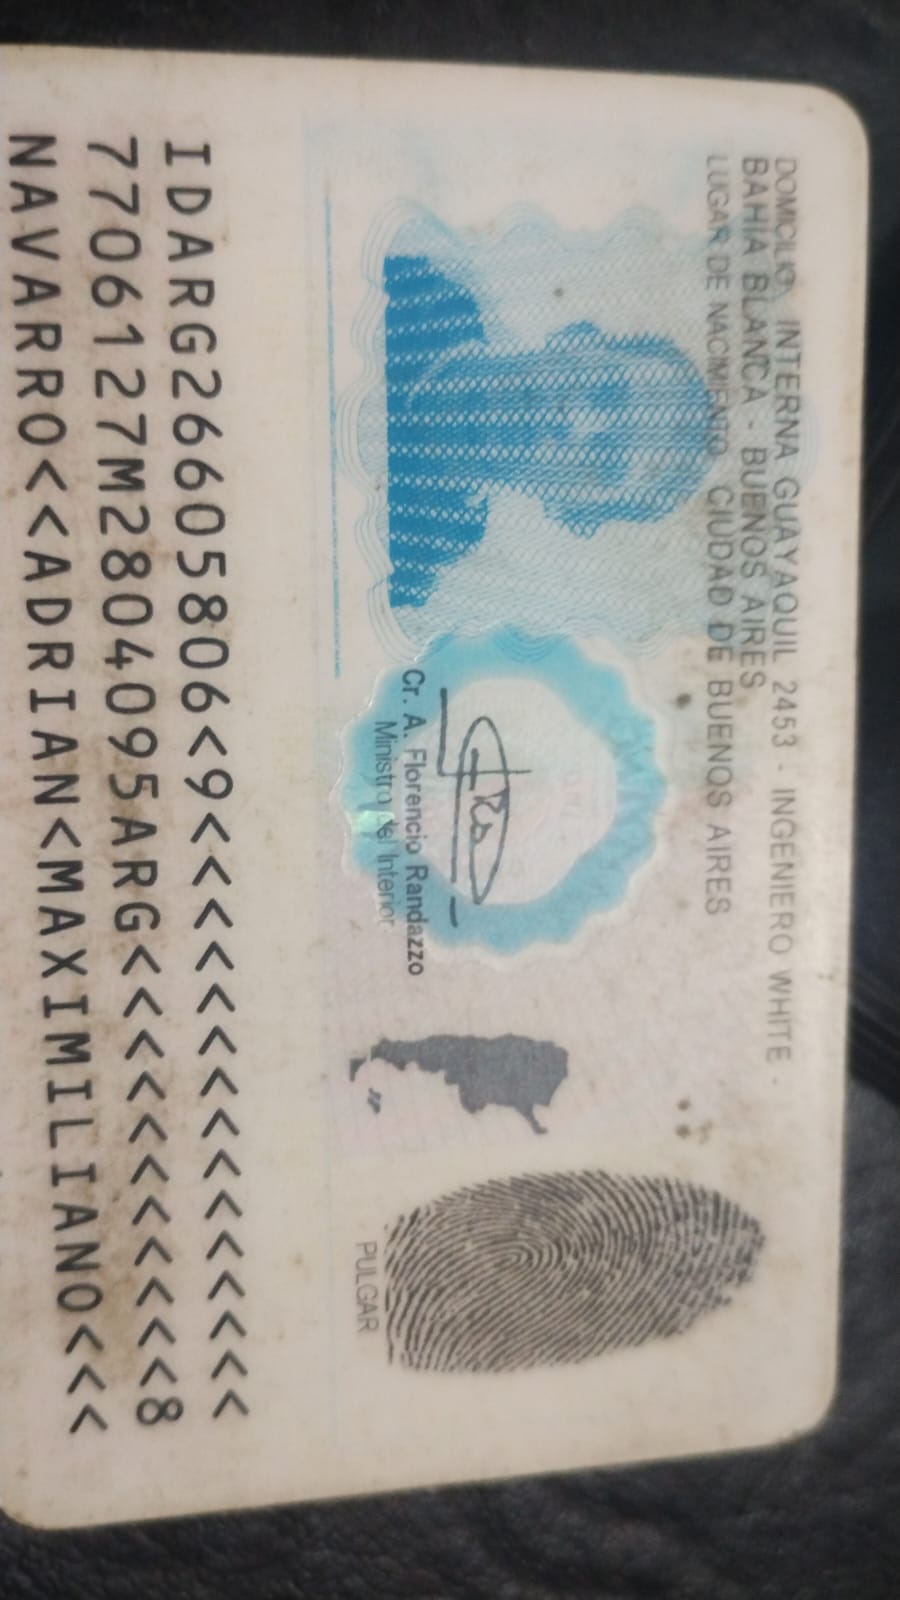 DOMICILIO INTERNA GUAYAQUIL 2453 - INGENIERO WHITE -
BAHIA BLANCA - BUENOS AIRES
LUGAR DE NACIMIENTO CIUDAD DE BUENOS AIRES
Cr. A. Florencio Randazzo
Ministro del Interior
PULGAR
IDARG26605806<9<<<<<<<<<<<<<<<
7706127M2804095ARG<<<<<<<<<<<8
NAVARRO<<ADRIAN<MAXIMILIANO<<<